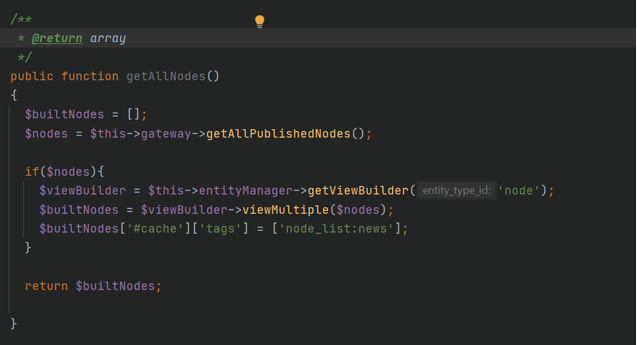 /**
 * @return array
 */
public function getAllNodes()
{
  $builtNodes = [];
  $nodes = $this->gateway->getAllPublishedNodes();

  if($nodes){
    $viewBuilder = $this->entityManager->getViewBuilder( entity_type_id: 'node');
    $builtNodes = $viewBuilder->viewMultiple($nodes);
    $builtNodes['#cache']['tags'] = ['node_list:news'];
  }

  return $builtNodes;

}